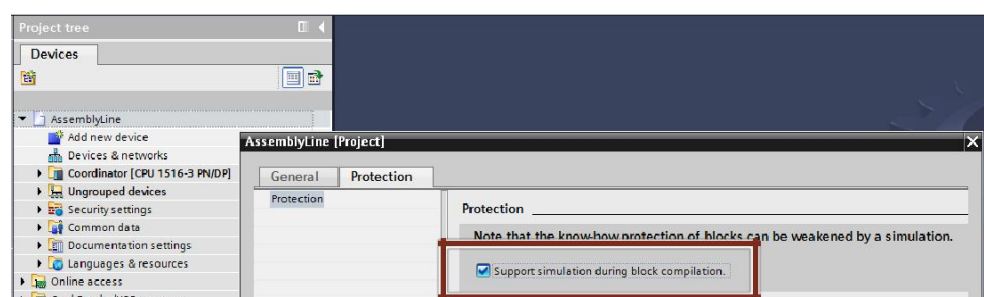 Project tree
Devices
AssemblyLine
Add new device
Devices & networks
Coordinator [CPU 1516-3 PN/DP]
Ungrouped devices
Security settings
Common data
Documentation settings
Languages & resources
Online access
AssemblyLine [Project]
General Protection
Protection
Protection
Note that the know-how protection of blocks can be weakened by a simulation.
Support simulation during block compilation.